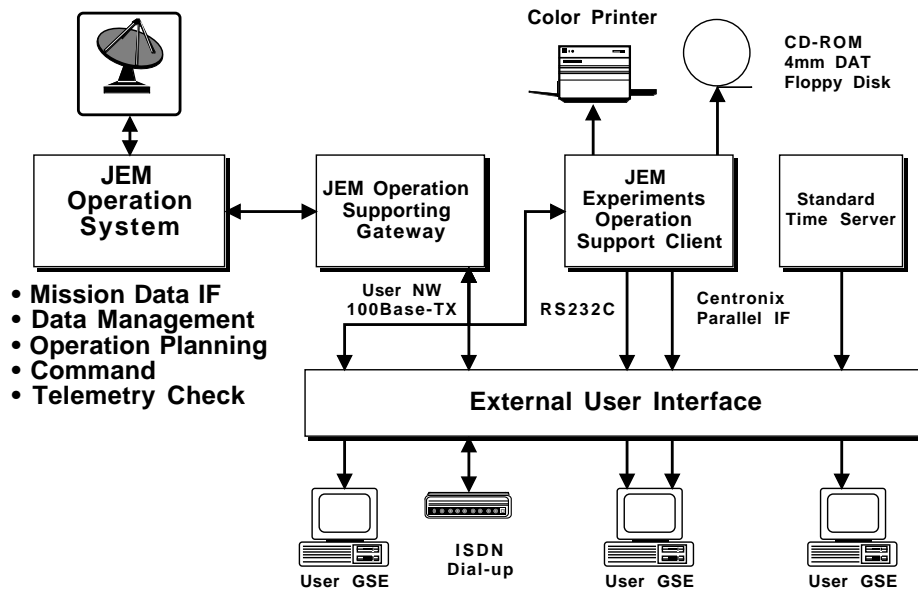 Color Printer
CD-ROM
4mm DAT
Floppy Disk
JEM
Operation
System
JEM Operation
Supporting
Gateway
JEM
Experiments
Operation
Support Client
Standard
Time Server
• Mission Data IF
• Data Management
• Operation Planning
• Command
• Telemetry Check
User NW
100Base-TX
RS232C
Centronix
Parallel IF
External User Interface
User GSE
ISDN
Dial-up
User GSE
User GSE